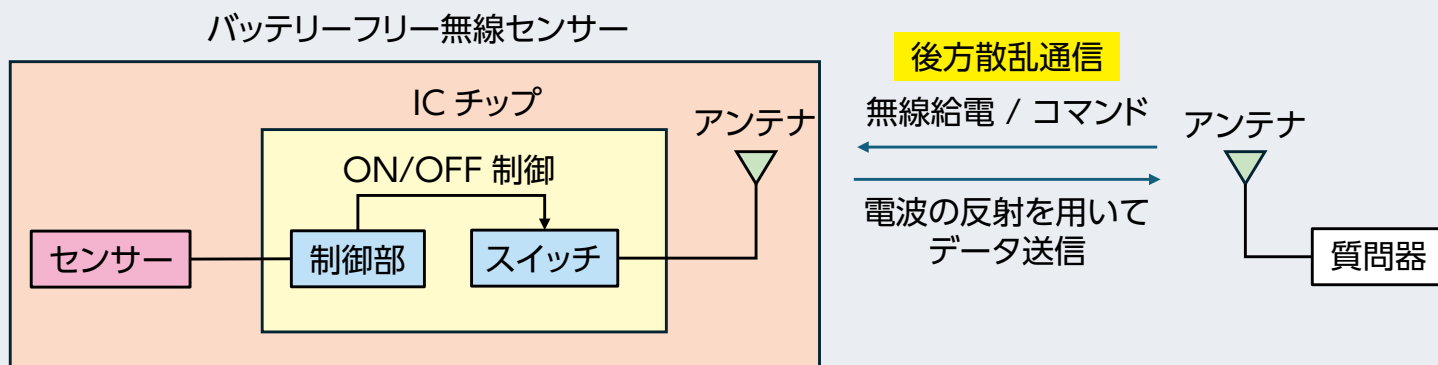 バッテリーフリー無線センサー
IC チップ
アンテナ
ON/OFF 制御
センサー
制御部
スイッチ
後方散乱通信
無線給電 / コマンド
電波の反射を用いて
データ送信
アンテナ
質問器